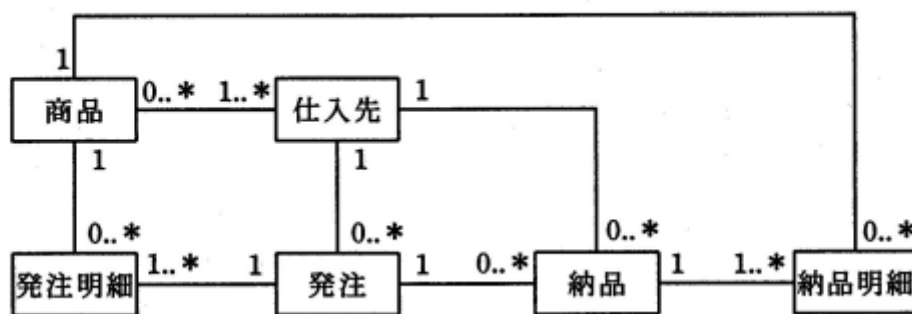 1
商品 0..* 1..* 仕入先 1
1 1
0..* 0..* 0..* 0..*
発注明細 1..* 1 発注 1 0..* 納品 1 1..* 納品明細